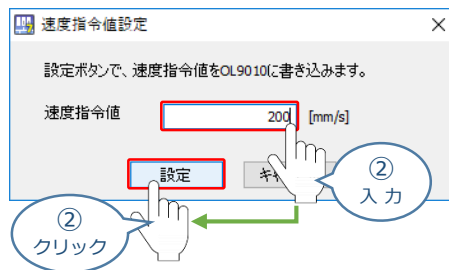 速度指令値設定
設定ボタンで、速度指令値をOL9010に書き込みます。
速度指令値 200 [mm/s]
設定 キャ
②
入力
②
クリック